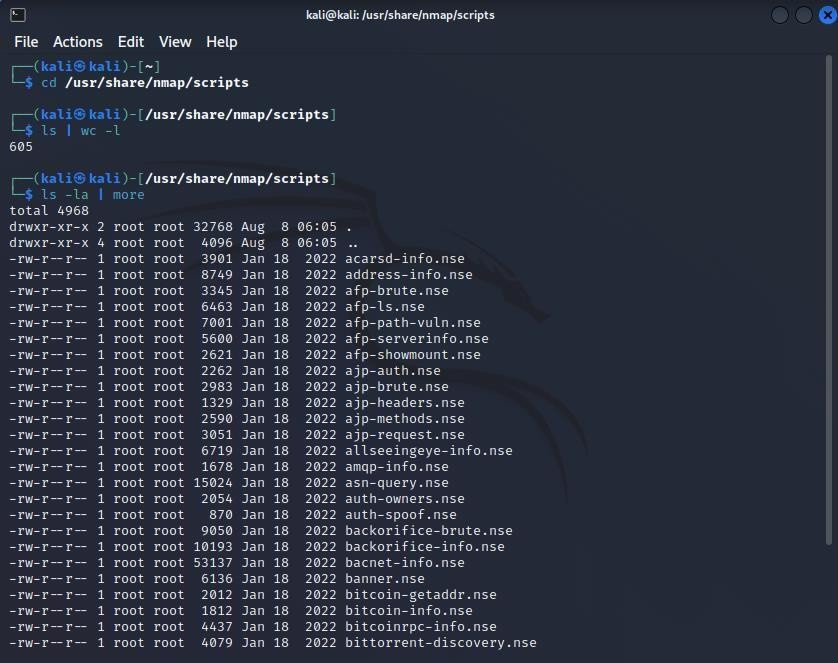 kali@kali: /usr/share/nmap/scripts
File Actions Edit View Help
┌──(kali㉿kali)-[~]
└─$ cd /usr/share/nmap/scripts
┌──(kali㉿kali)-[/usr/share/nmap/scripts]
└─$ ls | wc -l
605
┌──(kali㉿kali)-[/usr/share/nmap/scripts]
└─$ ls -la | more
total 4968
drwxr-xr-x 2 root root 32768 Aug  8 06:05 .
drwxr-xr-x 4 root root  4096 Aug  8 06:05 ..
-rw-r--r-- 1 root root  3901 Jan 18  2022 acarsd-info.nse
-rw-r--r-- 1 root root  8749 Jan 18  2022 address-info.nse
-rw-r--r-- 1 root root  3345 Jan 18  2022 afp-brute.nse
-rw-r--r-- 1 root root  6463 Jan 18  2022 afp-ls.nse
-rw-r--r-- 1 root root  7001 Jan 18  2022 afp-path-vuln.nse
-rw-r--r-- 1 root root  5600 Jan 18  2022 afp-serverinfo.nse
-rw-r--r-- 1 root root  2621 Jan 18  2022 afp-showmount.nse
-rw-r--r-- 1 root root  2262 Jan 18  2022 ajp-auth.nse
-rw-r--r-- 1 root root  2983 Jan 18  2022 ajp-brute.nse
-rw-r--r-- 1 root root  1329 Jan 18  2022 ajp-headers.nse
-rw-r--r-- 1 root root  2590 Jan 18  2022 ajp-methods.nse
-rw-r--r-- 1 root root  3051 Jan 18  2022 ajp-request.nse
-rw-r--r-- 1 root root  6719 Jan 18  2022 allseeingeye-info.nse
-rw-r--r-- 1 root root  1678 Jan 18  2022 amqp-info.nse
-rw-r--r-- 1 root root 15024 Jan 18  2022 asn-query.nse
-rw-r--r-- 1 root root  2054 Jan 18  2022 auth-owners.nse
-rw-r--r-- 1 root root   870 Jan 18  2022 auth-spoof.nse
-rw-r--r-- 1 root root  9050 Jan 18  2022 backorifice-brute.nse
-rw-r--r-- 1 root root 10193 Jan 18  2022 backorifice-info.nse
-rw-r--r-- 1 root root 53137 Jan 18  2022 bacnet-info.nse
-rw-r--r-- 1 root root  6136 Jan 18  2022 banner.nse
-rw-r--r-- 1 root root  2012 Jan 18  2022 bitcoin-getaddr.nse
-rw-r--r-- 1 root root  1812 Jan 18  2022 bitcoin-info.nse
-rw-r--r-- 1 root root  4437 Jan 18  2022 bitcoinrpc-info.nse
-rw-r--r-- 1 root root  4079 Jan 18  2022 bittorrent-discovery.nse